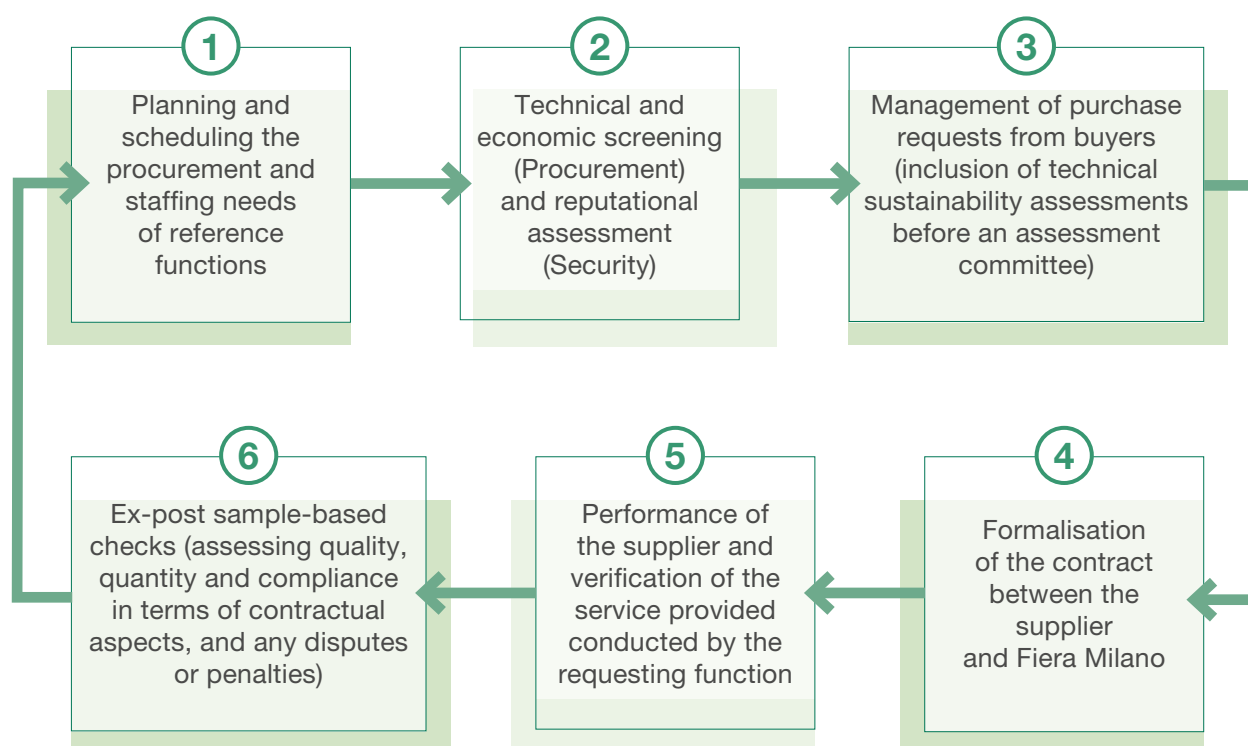 1
Planning and
scheduling the
procurement and
staffing needs
of reference
functions
2
Technical and
economic screening
(Procurement)
and reputational
assessment
(Security)
3
Management of purchase
requests from buyers
(inclusion of technical
sustainability assessments
before an assessment
committee)
4
Formalisation
of the contract
between the
supplier
and Fiera Milano
5
Performance of
the supplier and
verification of the
service provided
conducted by the
requesting function
6
Ex-post sample-based
checks (assessing quality,
quantity and compliance
in terms of contractual
aspects, and any disputes
or penalties)